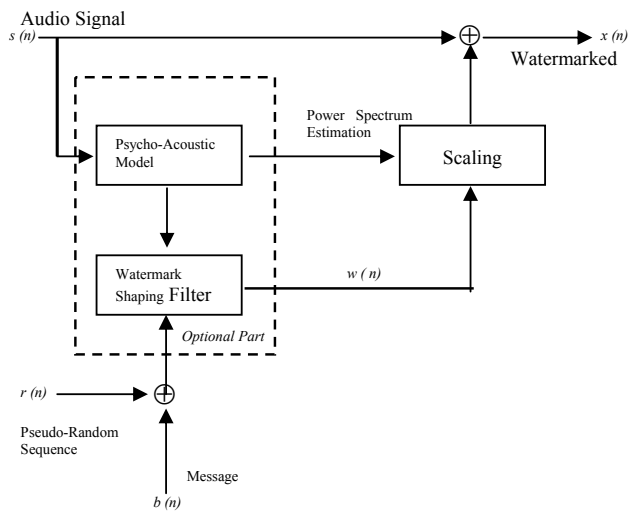 Audio Signal
s (n)
x (n)
Watermarked
Power Spectrum
Estimation
Psycho-Acoustic
Model
Scaling
Watermark
Shaping Filter
w ( n)
Optional Part
r (n)
Pseudo-Random
Sequence
Message
b (n)